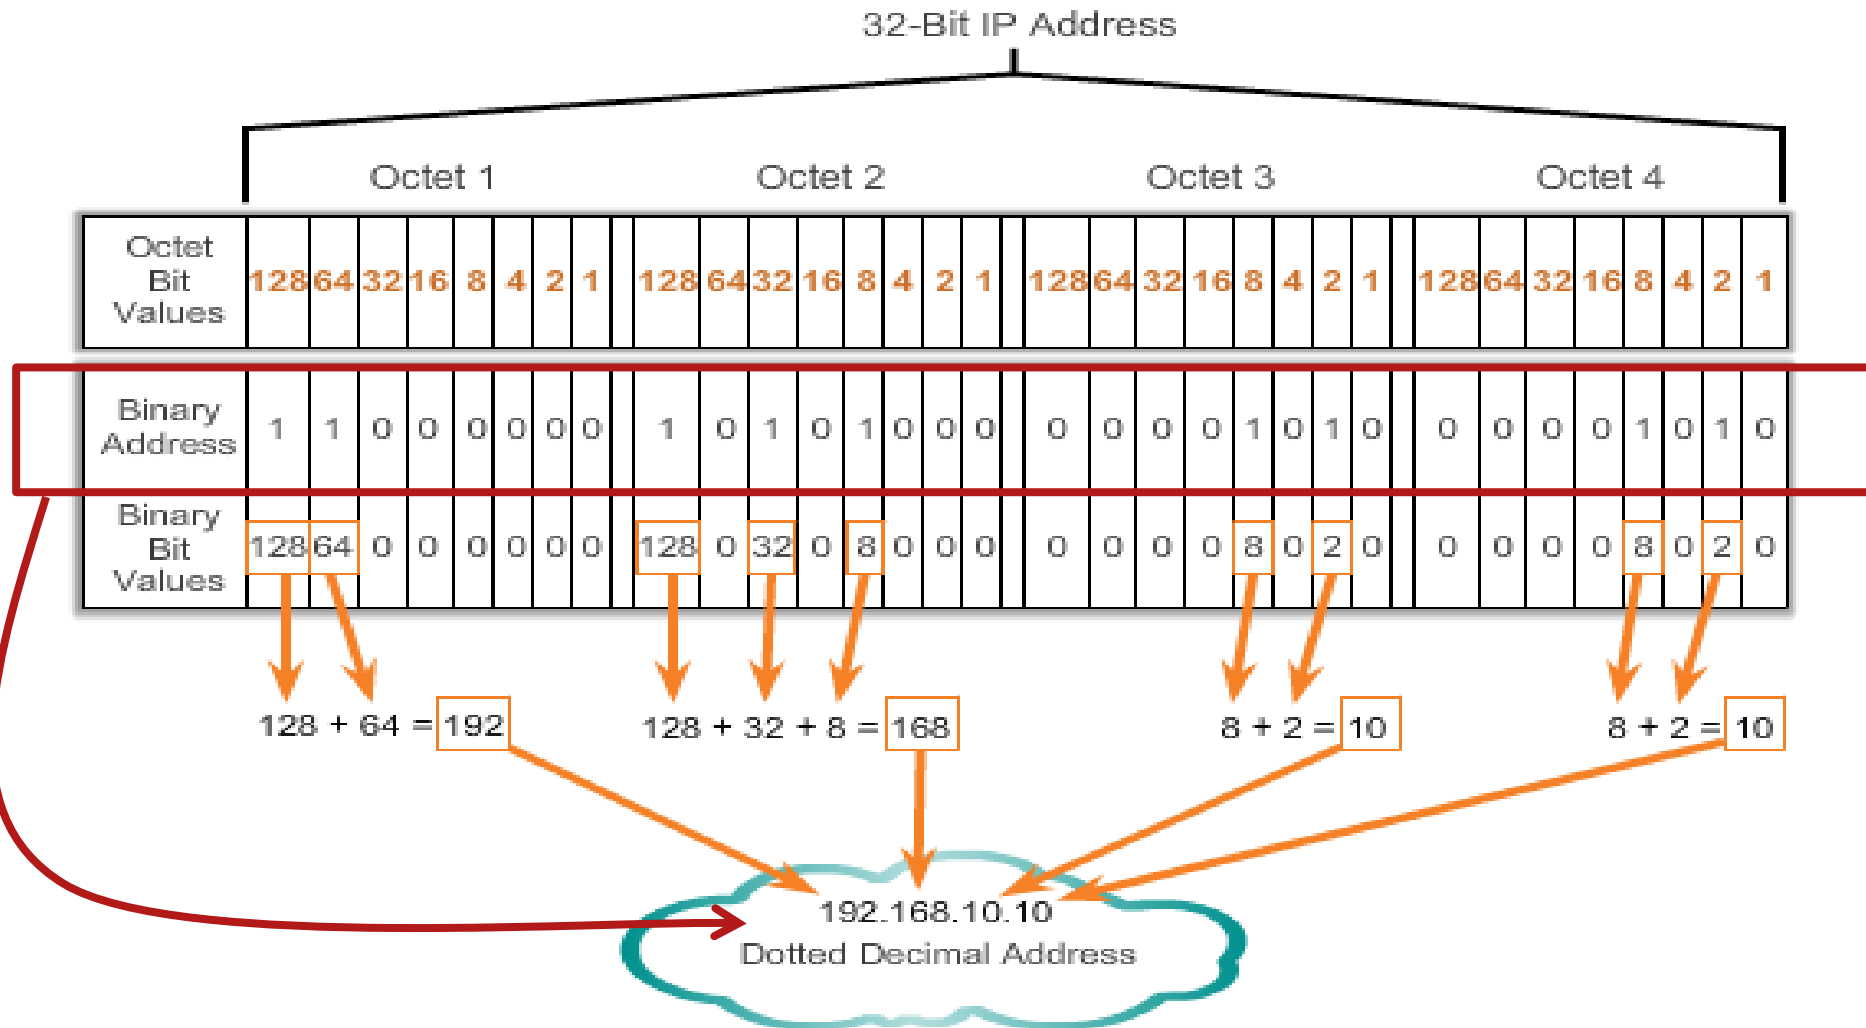 32-Bit IP Address
Octet 1 Octet 2 Octet 3 Octet 4
Octet
Bit
Values
128 64 32 16 8 4 2 1 128 64 32 16 8 4 2 1 128 64 32 16 8 4 2 1 128 64 32 16 8 4 2 1
Binary
Address
1 1 0 0 0 0 0 0 1 0 1 0 1 0 0 0 0 0 0 0 1 0 1 0 0 0 0 0 1 0 1 0
Binary
Bit
Values
128 64 0 0 0 0 0 0 128 0 32 0 8 0 0 0 0 0 0 0 8 0 2 0 0 0 0 0 8 0 2 0
128 + 64 = 192 128 + 32 + 8 = 168 8 + 2 = 10 8 + 2 = 10
192.168.10.10
Dotted Decimal Address